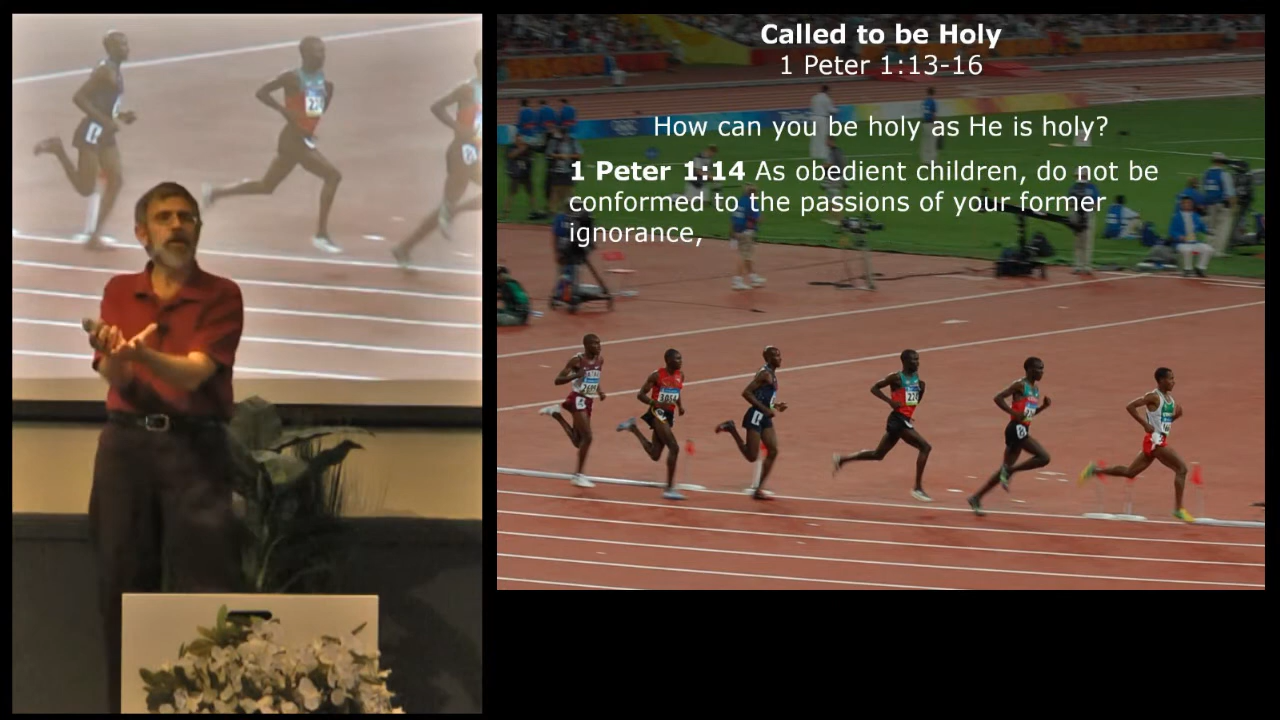 Called to be Holy
1 Peter 1:13-16
How can you be holy as He is holy?
1 Peter 1:14 As obedient children, do not be
conformed to the passions of your former
ignorance,